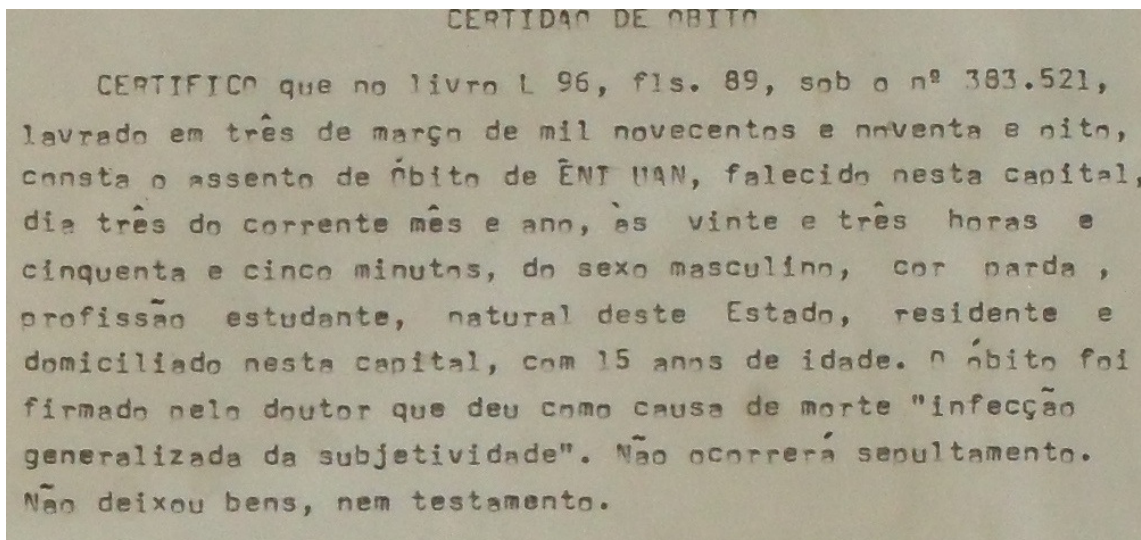 CERTIDAO DE OBITO
CERTIFICO que no livro L 96, fls. 89, sob o nº 383.521,
lavrado em três de março de mil novecentos e noventa e oito,
consta o assento de óbito de ÊNI UAN, falecido nesta capital,
dia três do corrente mês e ano, às vinte e três horas e
cinquenta e cinco minutos, do sexo masculino, cor parda ,
profissão estudante, natural deste Estado, residente e
domiciliado nesta capital, com 15 anos de idade. O óbito foi
firmado pelo doutor que deu como causa de morte "infecção
generalizada da subjetividade". Não ocorrerá sepultamento.
Não deixou bens, nem testamento.